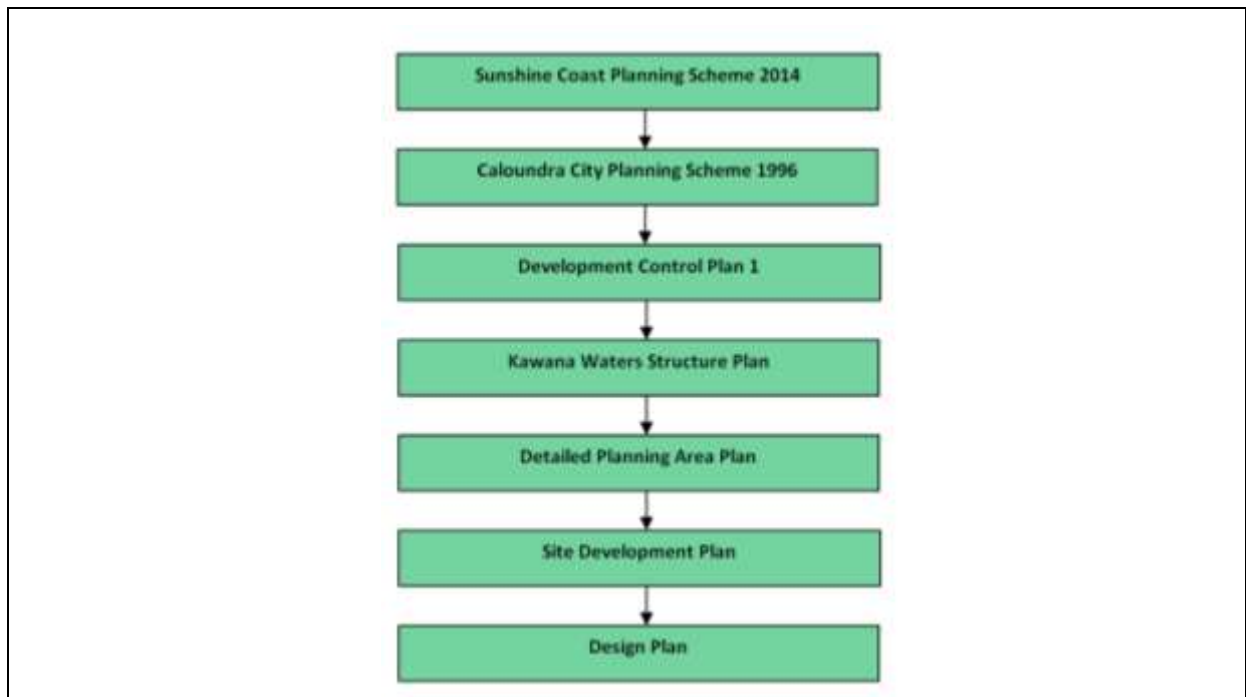 Sunshine Coast Planning Scheme 2014
Caloundra City Planning Scheme 1996
Development Control Plan 1
Kawana Waters Structure Plan
Detailed Planning Area Plan
Site Development Plan
Design Plan